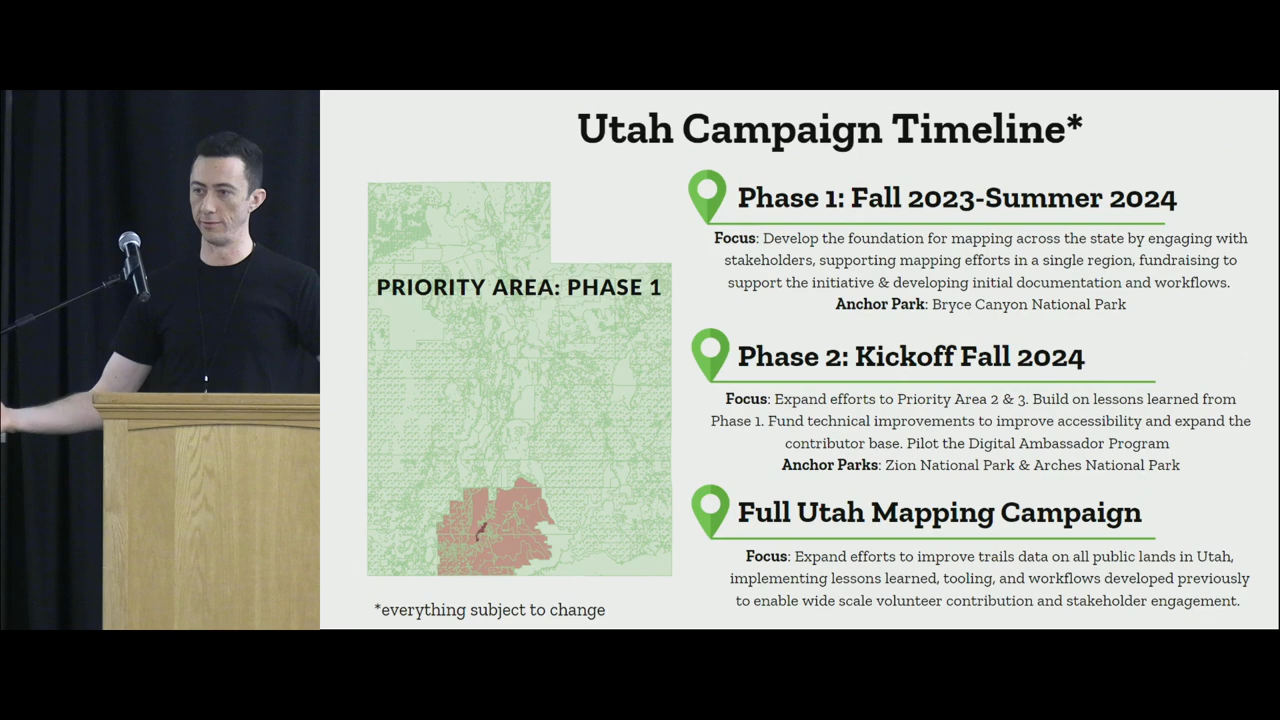 Utah Campaign Timeline*
PRIORITY AREA: PHASE 1
*everything subject to change
Phase 1: Fall 2023-Summer 2024
Focus: Develop the foundation for mapping across the state by engaging with
stakeholders, supporting mapping efforts in a single region, fundraising to
support the initiative & developing initial documentation and workflows.
Anchor Park: Bryce Canyon National Park
Phase 2: Kickoff Fall 2024
Focus: Expand efforts to Priority Area 2 & 3. Build on lessons learned from
Phase 1. Fund technical improvements to improve accessibility and expand the
contributor base. Pilot the Digital Ambassador Program
Anchor Parks: Zion National Park & Arches National Park
Full Utah Mapping Campaign
Focus: Expand efforts to improve trails data on all public lands in Utah,
implementing lessons learned, tooling, and workflows developed previously
to enable wide scale volunteer contribution and stakeholder engagement.